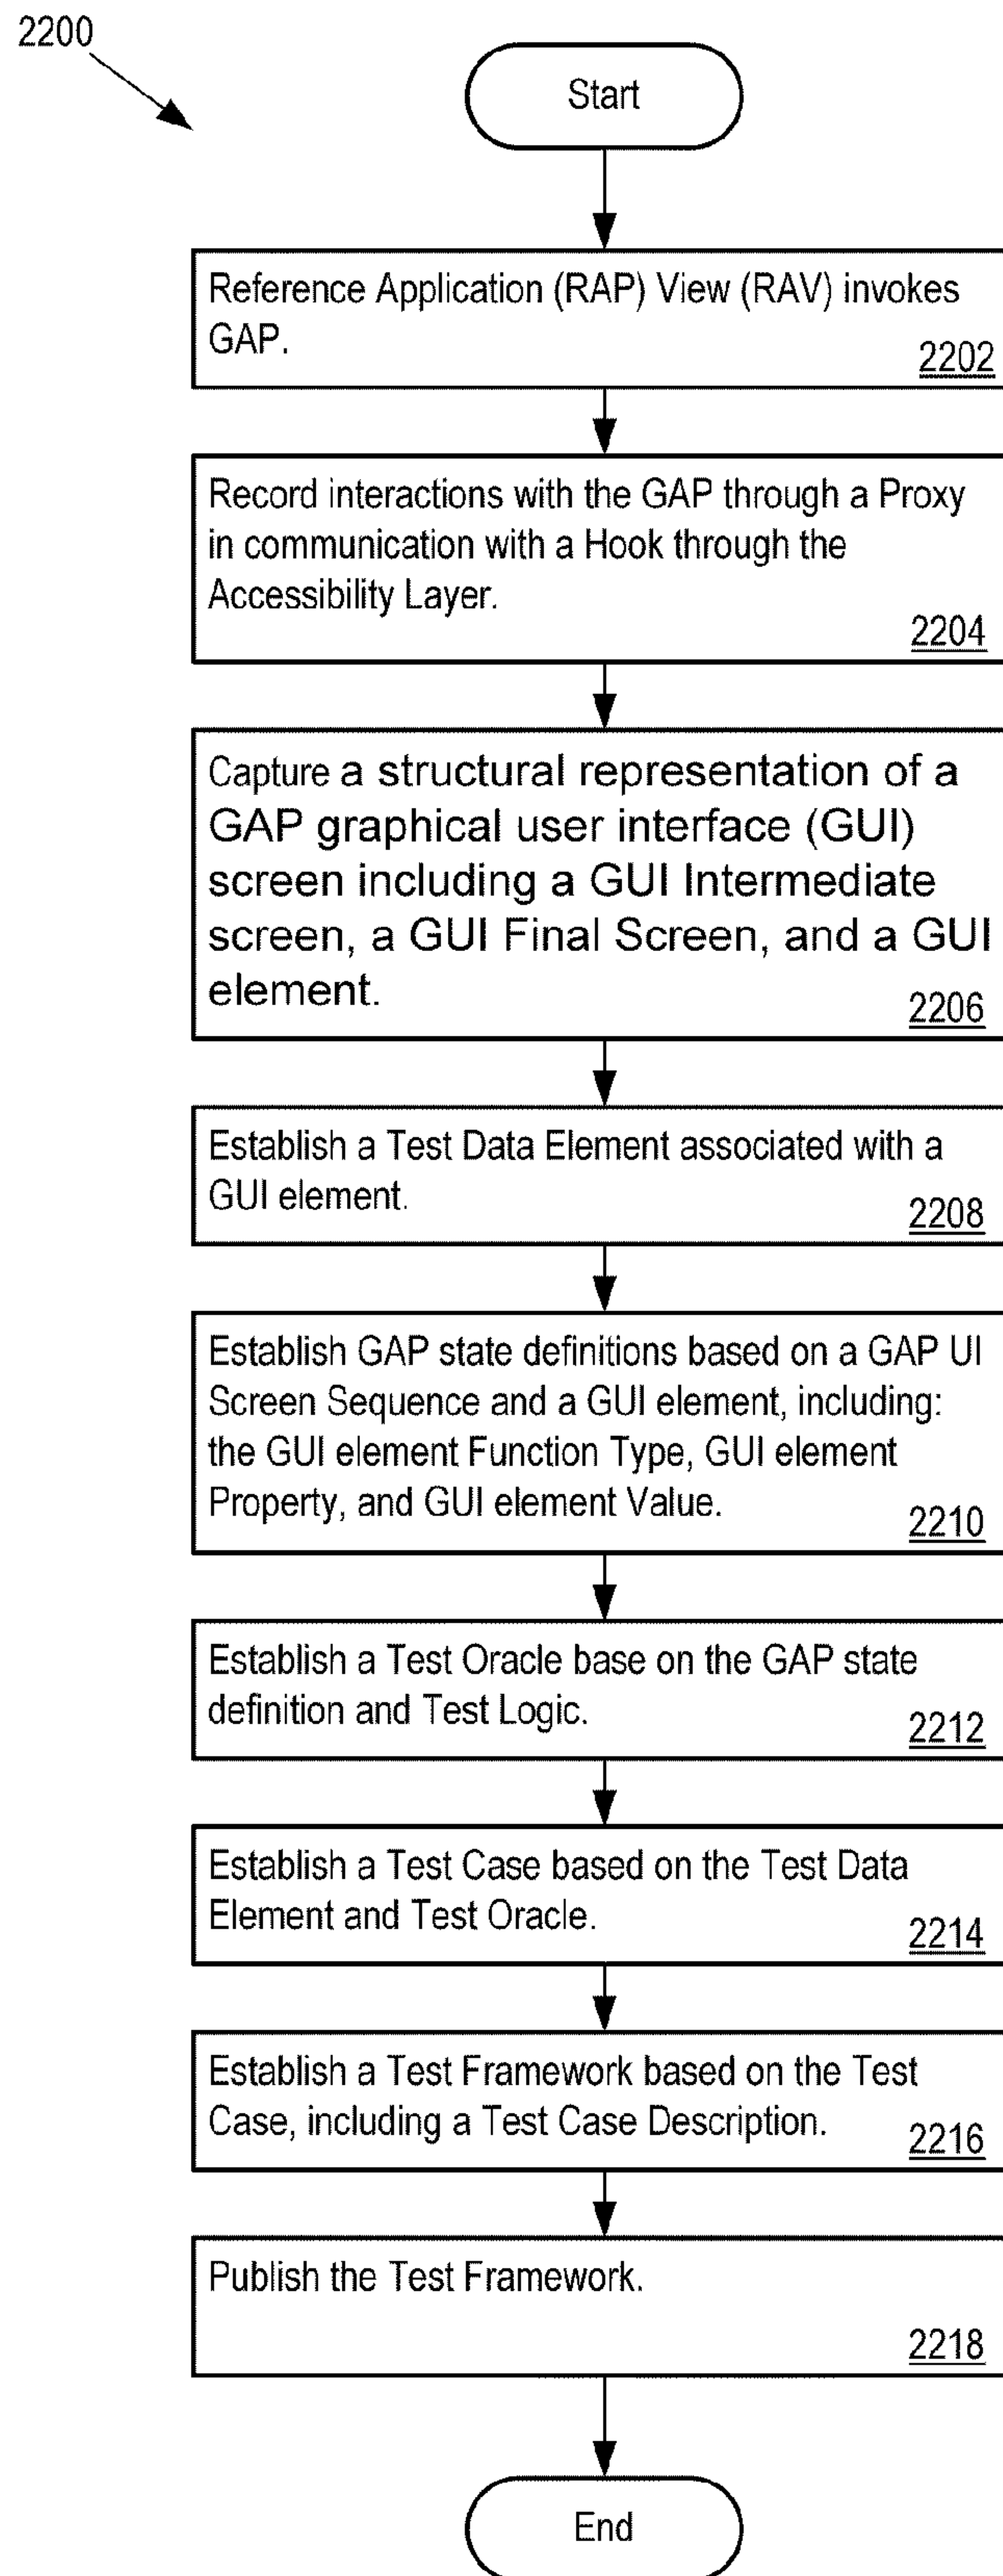 2200
Start
Reference Application (RAP) View (RAV) invokes
GAP.
2202
Record interactions with the GAP through a Proxy
in communication with a Hook through the
Accessibility Layer.
2204
Capture a structural representation of a
GAP graphical user interface (GUI)
screen including a GUI Intermediate
screen, a GUI Final Screen, and a GUI
element.
2206
Establish a Test Data Element associated with a
GUI element.
2208
Establish GAP state definitions based on a GAP UI
Screen Sequence and a GUI element, including:
the GUI element Function Type, GUI element
Property, and GUI element Value.
2210
Establish a Test Oracle base on the GAP state
definition and Test Logic.
2212
Establish a Test Case based on the Test Data
Element and Test Oracle.
2214
Establish a Test Framework based on the Test
Case, including a Test Case Description.
2216
Publish the Test Framework.
2218
End